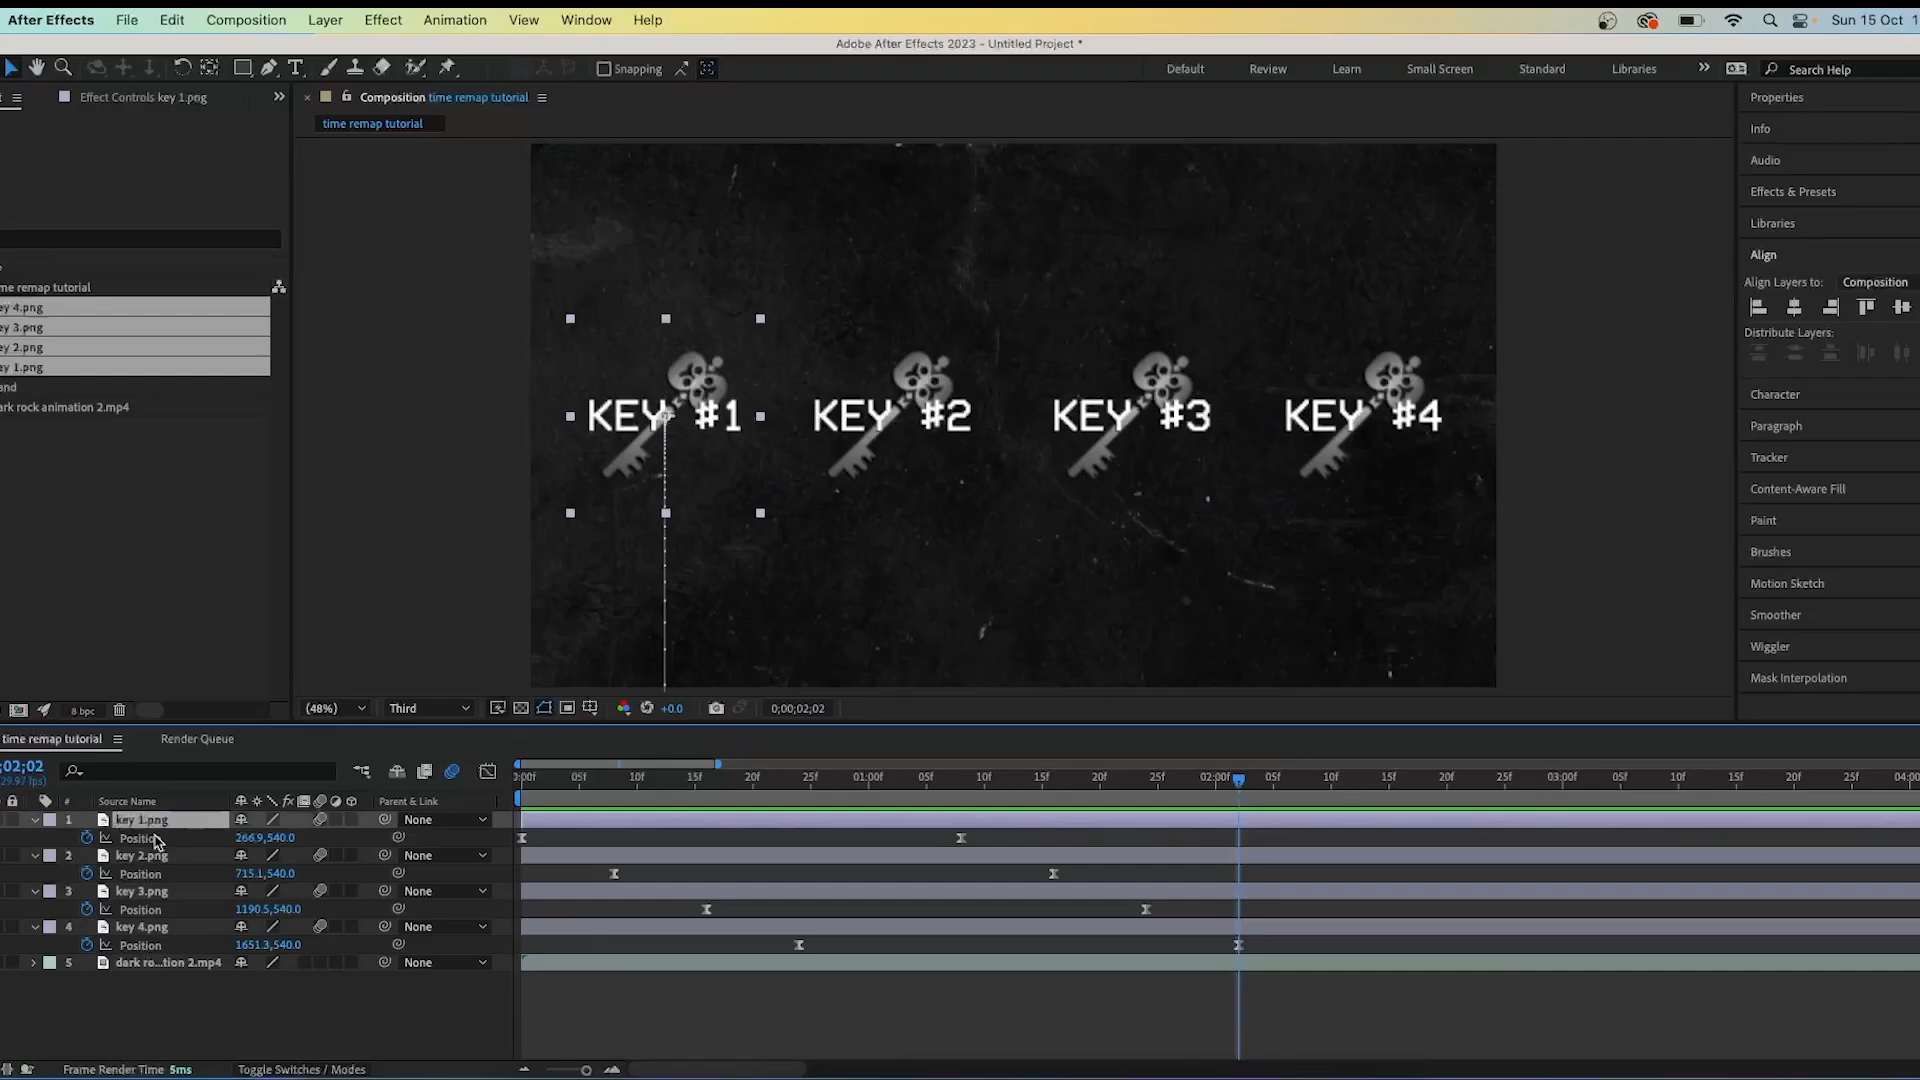 After Effects File Edit Composition Layer Effect Animation View Window Help Sun 15 Oct 1
Adobe After Effects 2023 - Untitled Project *
T Snapping Default Review Learn Small Screen Standard Libraries Search Help
Effect Controls key 1.png
Composition time remap tutorial
time remap tutorial
Properties
Info
Audio
Effects & Presets
Libraries
Align
Align Layers to: Composition
Distribute Layers:
Character
Paragraph
Tracker
Content-Aware Fill
Paint
Brushes
Motion Sketch
Smoother
Wiggler
Mask Interpolation
me remap tutorial
ey 4.png
ey 3.png
ey 2.png
ey 1.png
and
ark rock animation 2.mp4
KEY #1 KEY #2 KEY #3 KEY #4
8 bpc
(48%) Third +0.0 0;00;02;02
time remap tutorial Render Queue
;02;02
29.97 fps)
0:00f 05f 10f 15f 20f 25f 01:00f 05f 10f 15f 20f 25f 02:00f 05f 10f 15f 20f 25f 03:00f 05f 10f 15f 20f 25f 04:00
# Source Name fx Parent & Link
1 key 1.png None
Position 266.9,540.0
2 key 2.png None
Position 715.1,540.0
3 key 3.png None
Position 1190.5,540.0
4 key 4.png None
Position 1651.3,540.0
5 dark ro...tion 2.mp4 None
Frame Render Time 5ms Toggle Switches / Modes